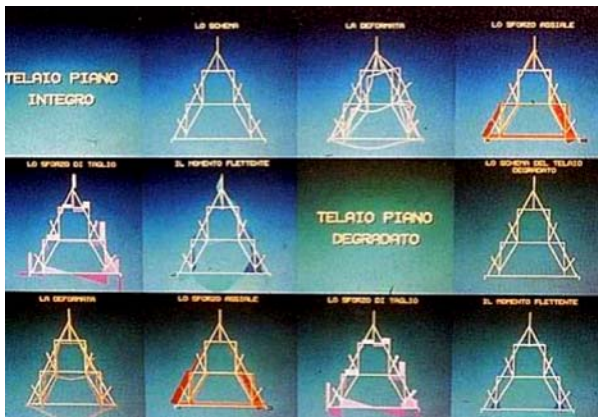 LO SCHEMA
LA DEFORMATA
LO SFORZO ASSIALE
TELAIO PIANO
INTEGRO
LO SFORZO DI TAGLIO
IL MOMENTO FLETTENTE
TELAIO PIANO
DEGRADATO
LO SCHEMA DEL TELAIO
DEGRADATO
LA DEFORMATA
LO SFORZO ASSIALE
LO SFORZO DI TAGLIO
IL MOMENTO FLETTENTE